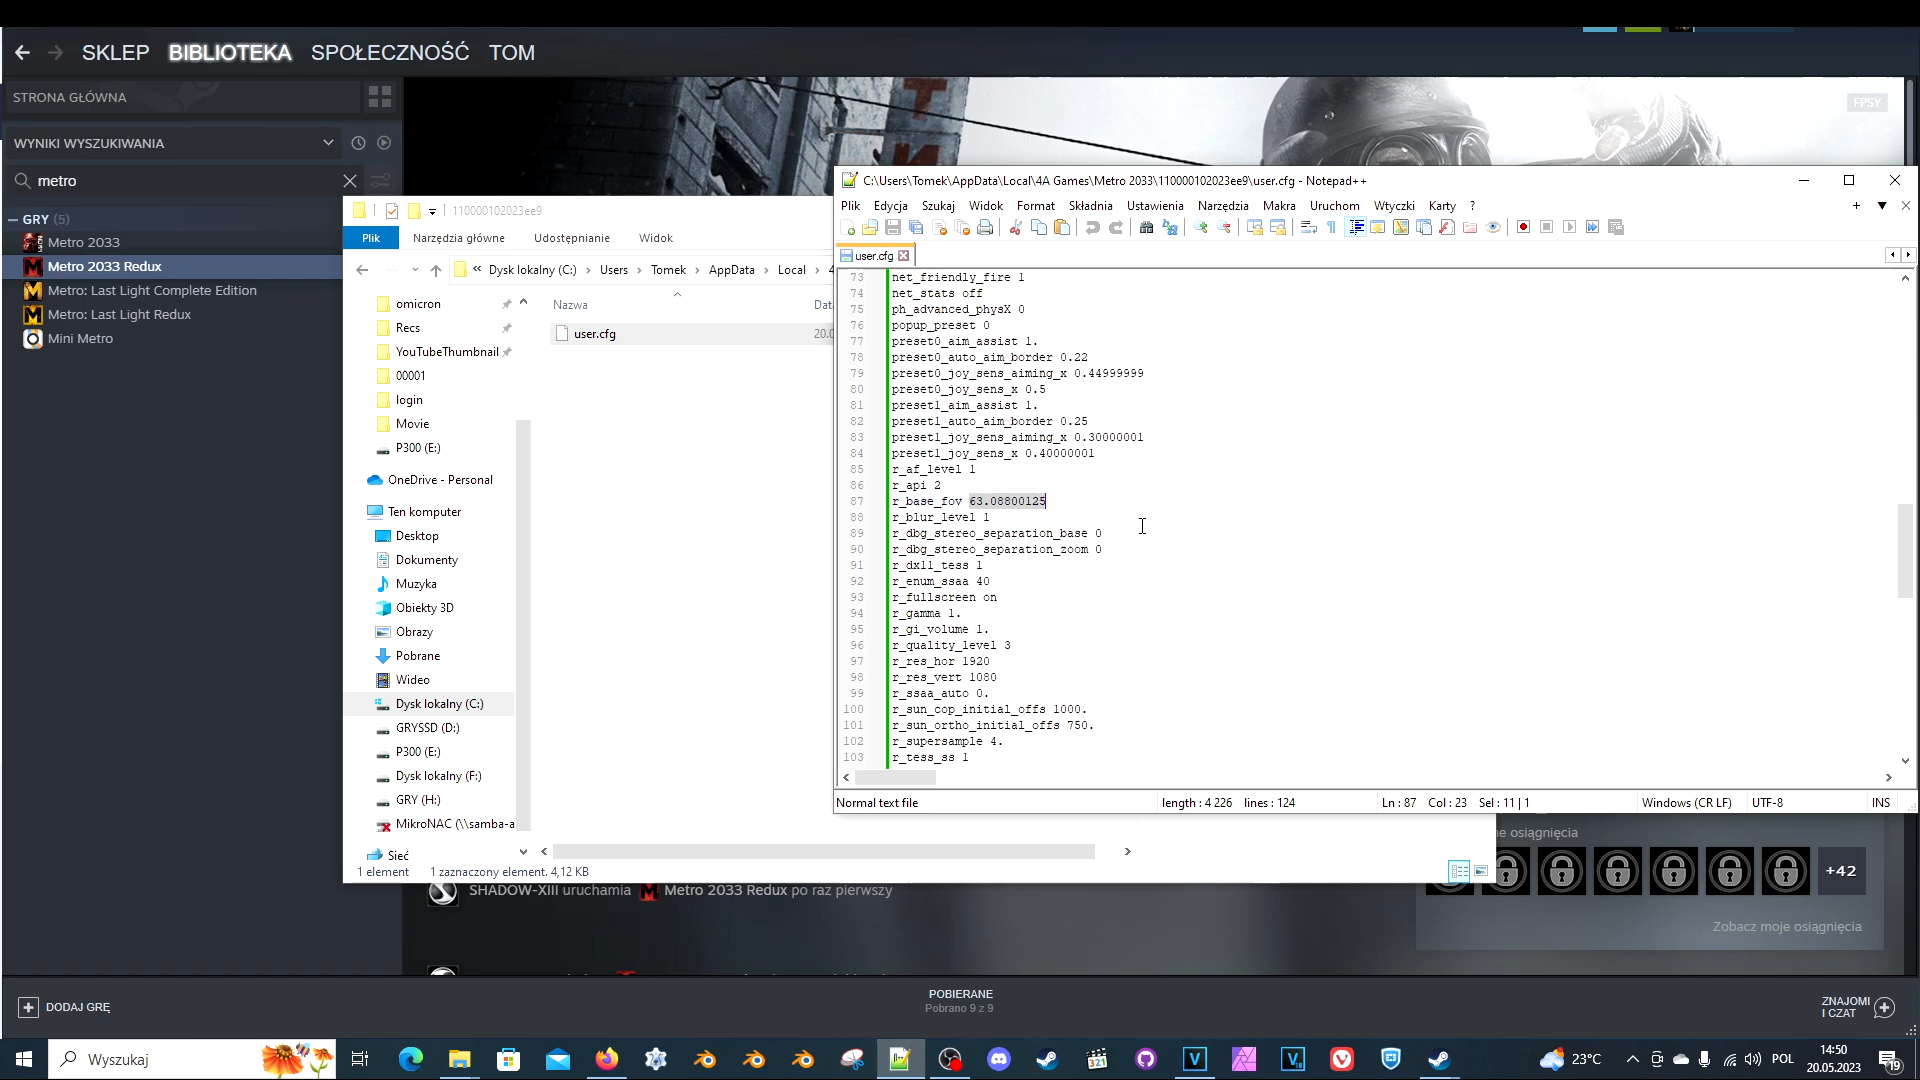 SKLEP BIBLIOTEKA SPOŁECZNOŚĆ TOM
STRONA GŁÓWNA
WYNIKI WYSZUKIWANIA
metro
GRY (5)
Metro 2033
Metro 2033 Redux
Metro: Last Light Complete Edition
Metro: Last Light Redux
Mini Metro
FPSY
110000102023ee9
Plik Narzędzia główne Udostępnianie Widok
« Dysk lokalny (C:) › Users › Tomek › AppData › Local ›
omicron
Recs
YouTubeThumbnail
00001
login
Movie
P300 (E:)
OneDrive - Personal
Ten komputer
Desktop
Dokumenty
Muzyka
Obiekty 3D
Obrazy
Pobrane
Wideo
Dysk lokalny (C:)
GRYSSD (D:)
P300 (E:)
Dysk lokalny (F:)
GRY (H:)
MikroNAC (\\samba-a
Sieć
Nazwa
user.cfg
1 element 1 zaznaczony element. 4,12 KB
C:\Users\Tomek\AppData\Local\4A Games\Metro 2033\110000102023ee9\user.cfg - Notepad++
Plik Edycja Szukaj Widok Format Składnia Ustawienia Narzędzia Makra Uruchom Wtyczki Karty ?
user.cfg
73 net_friendly_fire 1
74 net_stats off
75 ph_advanced_physX 0
76 popup_preset 0
77 preset0_aim_assist 1.
78 preset0_auto_aim_border 0.22
79 preset0_joy_sens_aiming_x 0.44999999
80 preset0_joy_sens_x 0.5
81 preset1_aim_assist 1.
82 preset1_auto_aim_border 0.25
83 preset1_joy_sens_aiming_x 0.30000001
84 preset1_joy_sens_x 0.40000001
85 r_af_level 1
86 r_api 2
87 r_base_fov 63.08800125
88 r_blur_level 1
89 r_dbg_stereo_separation_base 0
90 r_dbg_stereo_separation_zoom 0
91 r_dx11_tess 1
92 r_enum_ssaa 40
93 r_fullscreen on
94 r_gamma 1.
95 r_gi_volume 1.
96 r_quality_level 3
97 r_res_hor 1920
98 r_res_vert 1080
99 r_ssaa_auto 0.
100 r_sun_cop_initial_offs 1000.
101 r_sun_ortho_initial_offs 750.
102 r_supersample 4.
103 r_tess_ss 1
Normal text file length : 4 226 lines : 124 Ln : 87 Col : 23 Sel : 11 | 1 Windows (CR LF) UTF-8 INS
osiągnięcia
+42
SHADOW-XIII uruchamia Metro 2033 Redux po raz pierwszy
Zobacz moje osiągnięcia
DODAJ GRĘ
POBIERANE
Pobrano 9 z 9
ZNAJOMI
I CZAT
Wyszukaj
23°C
POL
14:50
20.05.2023
19